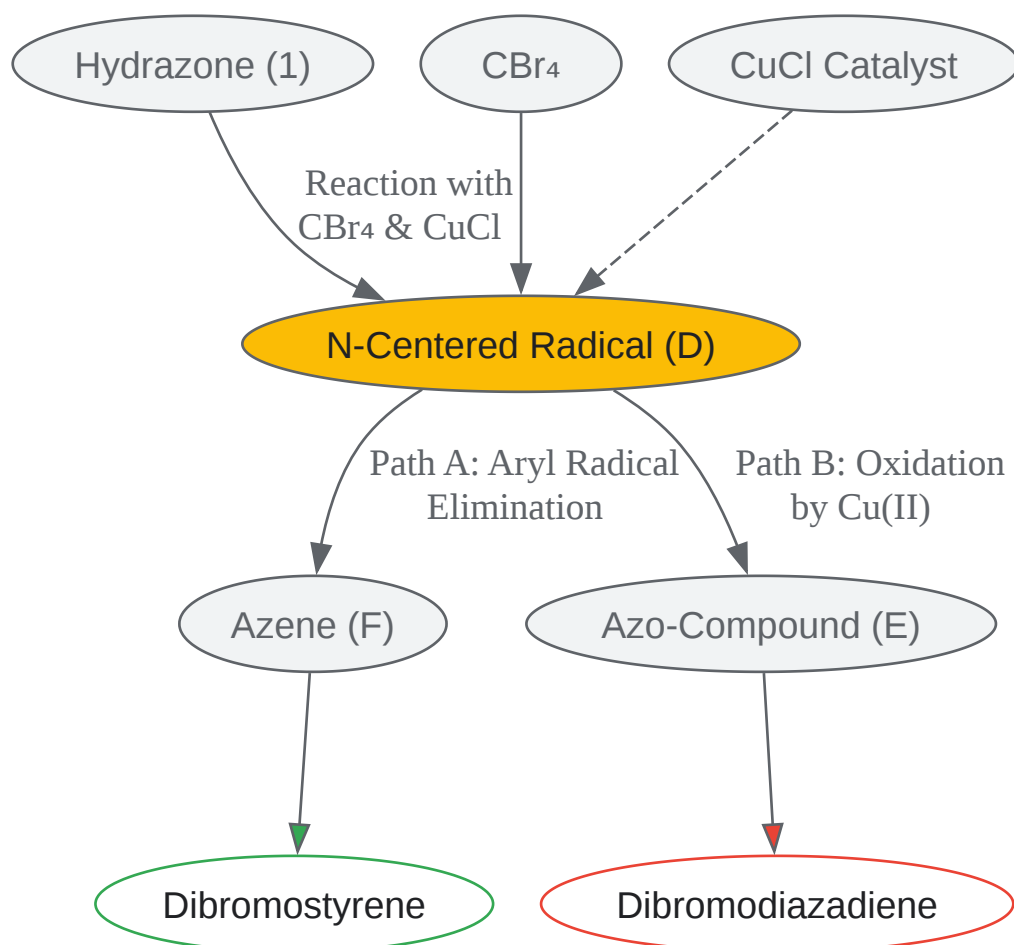 Hydrazone (1)
CBr₄
CuCl Catalyst
Reaction with
CBr₄ & CuCl
N-Centered Radical (D)
Path A: Aryl Radical
Elimination
Path B: Oxidation
by Cu(II)
Azene (F)
Azo-Compound (E)
Dibromostyrene
Dibromodiazadiene